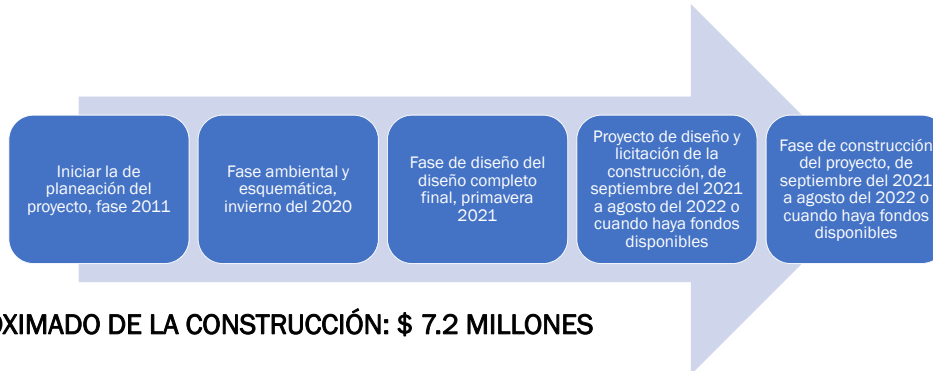 Iniciar la de
planeación del
proyecto, fase 2011
Fase ambiental y
esquemática,
invierno del 2020
Fase de diseño del
diseño completo
final, primavera
2021
Proyecto de diseño y
licitación de la
construcción, de
septiembre del 2021
a agosto del 2022 o
cuando haya fondos
disponibles
Fase de construcción
del proyecto, de
septiembre del 2021
a agosto del 2022 o
cuando haya fondos
disponibles
OXIMADO DE LA CONSTRUCCIÓN: $ 7.2 MILLONES